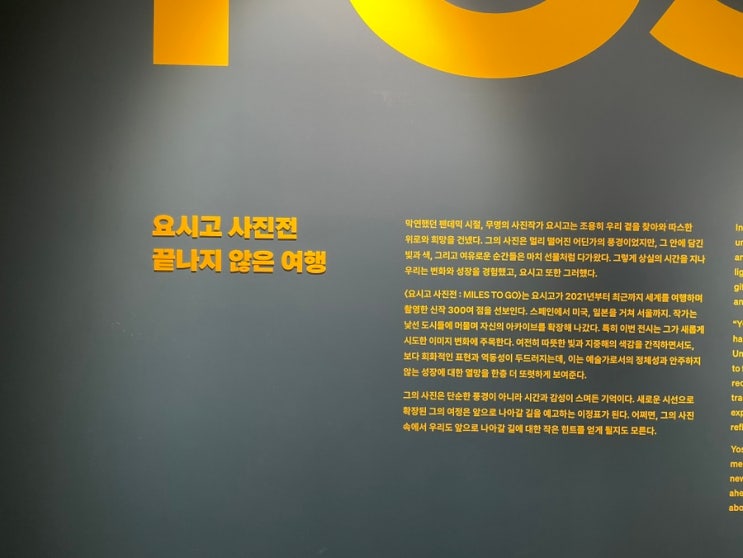 요시고 사진전
끝나지 않은 여행
막연했던 팬데믹 시절, 무명의 사진작가 요시고는 조용히 우리 곁을 찾아와 따스한
위로와 희망을 건넸다. 그의 사진은 멀리 떨어진 어딘가의 풍경이었지만, 그 안에 담긴
빛과 색, 그리고 여유로운 순간들은 마치 선물처럼 다가왔다. 그렇게 상실의 시간을 지나
우리는 변화와 성장을 경험했고, 요시고 또한 그러했다.
〈요시고 사진전 : MILES TO GO〉는 요시고가 2021년부터 최근까지 세계를 여행하며
촬영한 신작 300여 점을 선보인다. 스페인에서 미국, 일본을 거쳐 서울까지. 작가는
낯선 도시들에 머물며 자신의 아카이브를 확장해 나갔다. 특히 이번 전시는 그가 새롭게
시도한 이미지 변화에 주목한다. 여전히 따뜻한 빛과 지중해의 색감을 간직하면서도,
보다 회화적인 표현과 역동성이 두드러지는데, 이는 예술가로서의 정체성과 안주하지
않는 성장에 대한 열망을 한층 더 또렷하게 보여준다.
그의 사진은 단순한 풍경이 아니라 시간과 감성이 스며든 기억이다. 새로운 시선으로
확장된 그의 여정은 앞으로 나아갈 길을 예고하는 이정표가 된다. 어쩌면, 그의 사진
속에서 우리도 앞으로 나아갈 길에 대한 작은 힌트를 얻게 될지도 모른다.